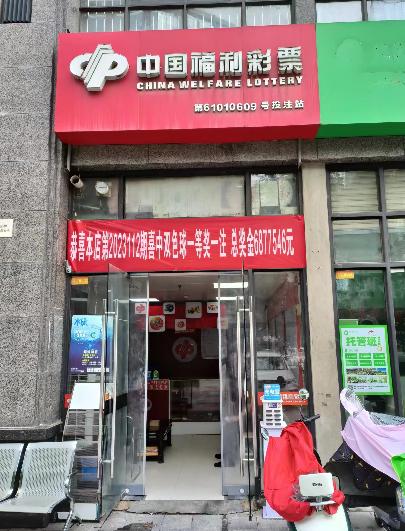 中国福利彩票
CHINA WELFARE LOTTERY
第61010609号投注站
恭喜本店第2023112期喜中双色球一等奖一注 总奖金6877546元
托管班